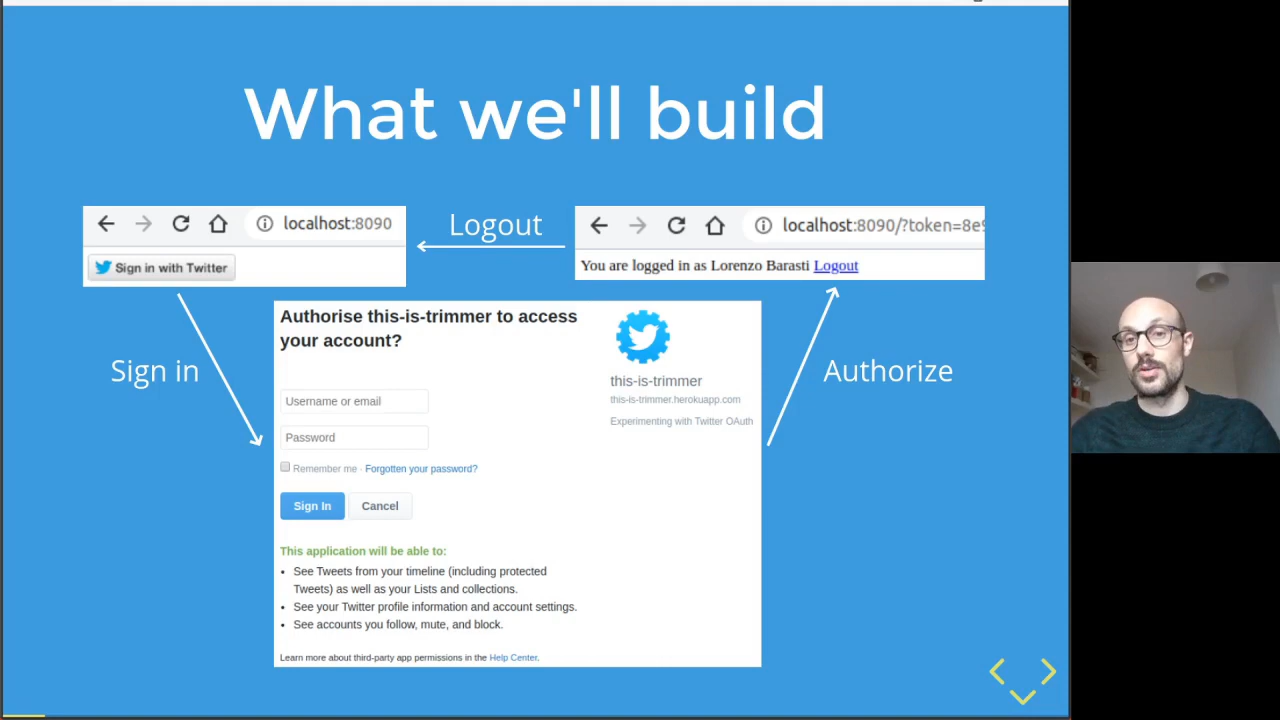 What we'll build
localhost:8090
Sign in with Twitter
Logout
localhost:8090/?token=8e9
You are logged in as Lorenzo Barasti Logout
Sign in
Authorise this-is-trimmer to access
your account?
Username or email
Password
Remember me · Forgotten your password?
Sign In
Cancel
This application will be able to:
• See Tweets from your timeline (including protected
Tweets) as well as your Lists and collections.
• See your Twitter profile information and account settings.
• See accounts you follow, mute, and block.
Learn more about third-party app permissions in the Help Center.
this-is-trimmer
this-is-trimmer.herokuapp.com
Experimenting with Twitter OAuth
Authorize